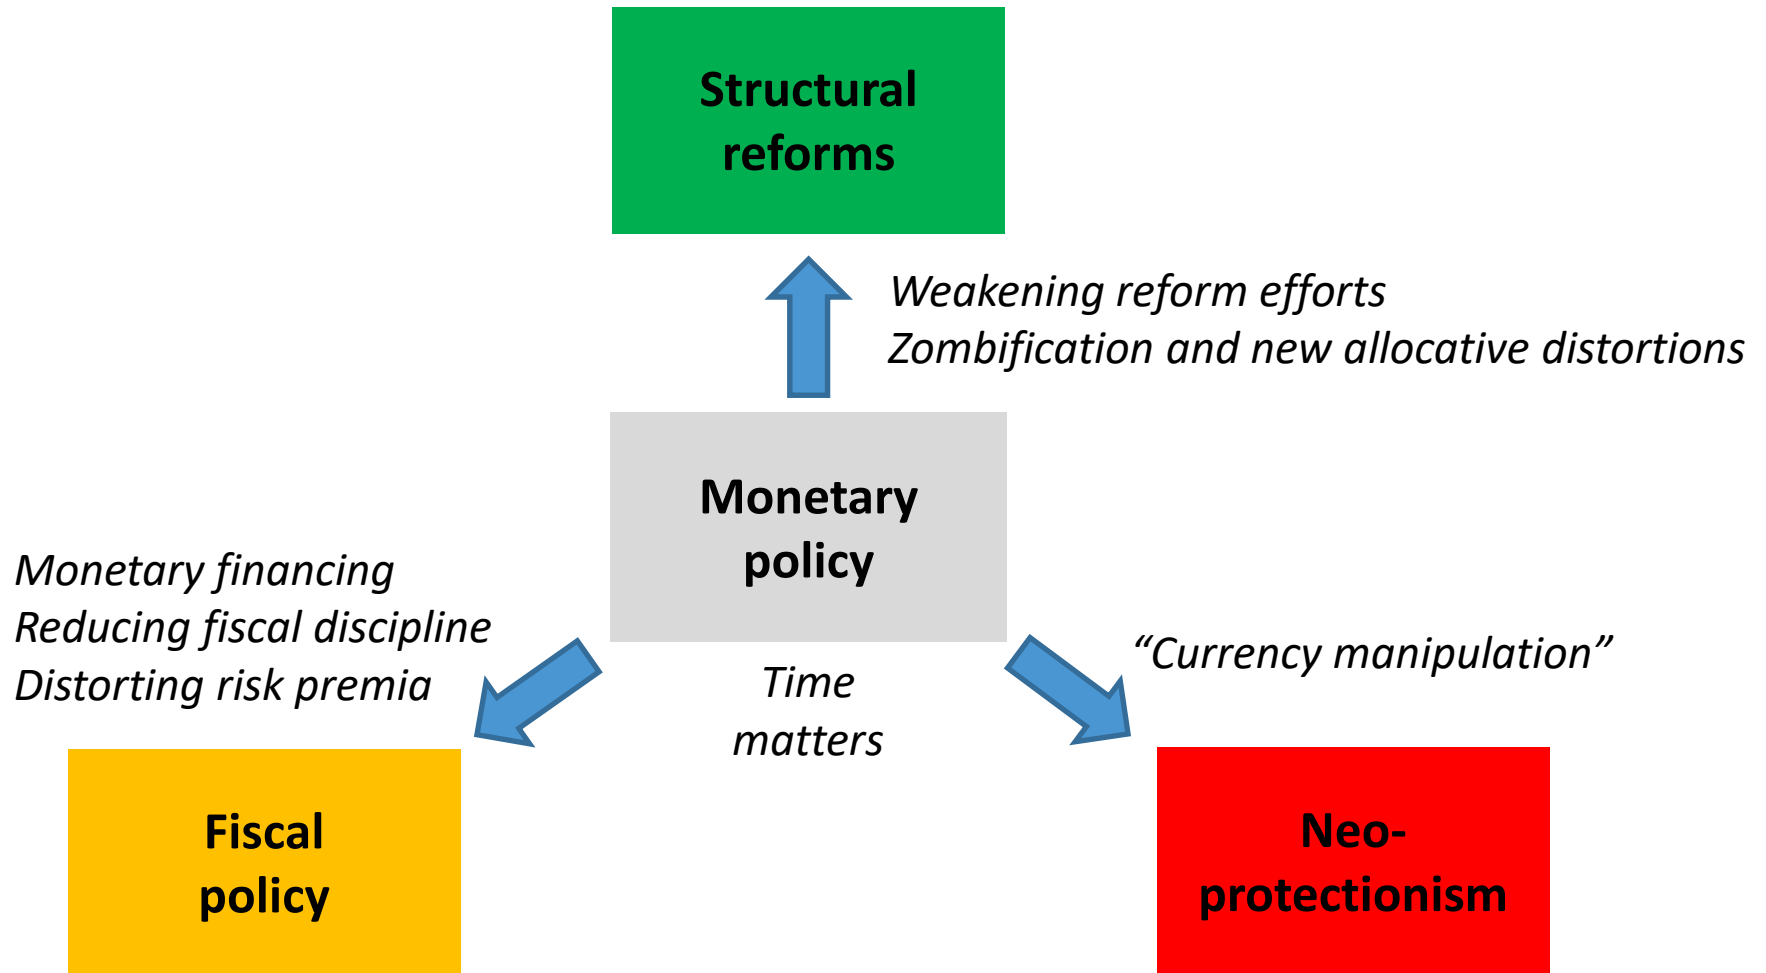 Structural
reforms
Weakening reform efforts
Zombification and new allocative distortions
Monetary
policy
Monetary financing
Reducing fiscal discipline
Distorting risk premia
Time
matters
“Currency manipulation”
Fiscal
policy
Neo-
protectionism